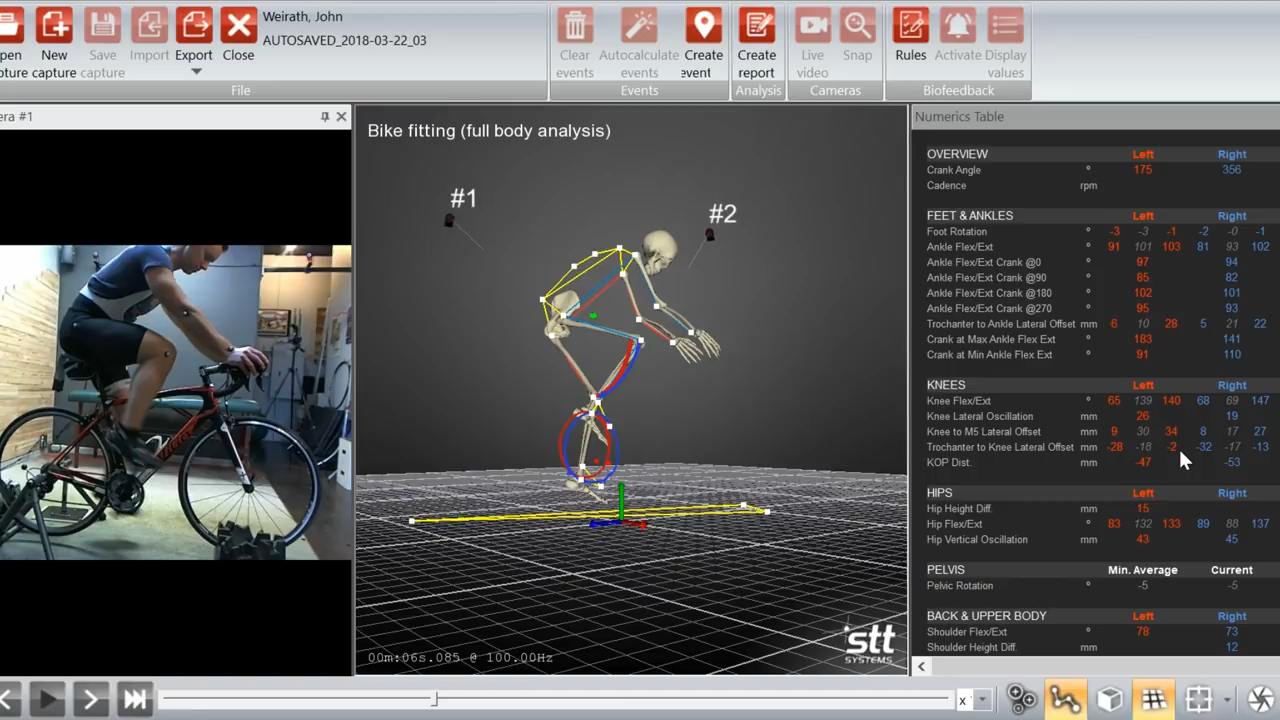 Weirath, John
AUTOSAVED_2018-03-22_03
pen New Save Import Export Close
pture capture capture
Clear Autocalculate Create
events events event
Create
report
Live Snap
video
Rules Activate Display
values
File Events Analysis Cameras Biofeedback
era #1
Bike fitting (full body analysis)
#1
#2
stt
SYSTEMS
00m:06s.085 @ 100.00Hz
Numerics Table
OVERVIEW Left Right
Crank Angle º 175 356
Cadence rpm
FEET & ANKLES Left Right
Foot Rotation º -3 -3 -1 -2 -0 -1
Ankle Flex/Ext º 91 101 103 81 93 102
Ankle Flex/Ext Crank @0 º 97 94
Ankle Flex/Ext Crank @90 º 85 82
Ankle Flex/Ext Crank @180 º 102 101
Ankle Flex/Ext Crank @270 º 95 93
Trochanter to Ankle Lateral Offset mm 6 10 28 5 21 22
Crank at Max Ankle Flex Ext º 183 141
Crank at Min Ankle Flex Ext º 91 110
KNEES Left Right
Knee Flex/Ext º 65 139 140 68 69 147
Knee Lateral Oscillation mm 26 19
Knee to M5 Lateral Offset mm 9 30 34 8 17 27
Trochanter to Knee Lateral Offset mm -28 -18 -2 -32 -17 -13
KOP Dist. mm -47 -53
HIPS Left Right
Hip Height Diff. mm 15
Hip Flex/Ext º 83 132 133 89 88 137
Hip Vertical Oscillation mm 43 45
PELVIS Min. Average Current
Pelvic Rotation º -5 -5
BACK & UPPER BODY Left Right
Shoulder Flex/Ext º 78 73
Shoulder Height Diff. mm 12
x